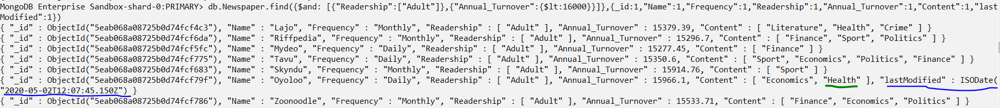 MongoDB Enterprise Sandbox-shard-0:PRIMARY> db.Newspaper.find({$and: [{"Readership":["Adult"]},{"Annual_Turnover":{$lt:16000}}]},{_id:1,"Name":1,"Frequency":1,"Readership":1,"Annual_Turnover":1,"Content":1,"last
Modified":1})
{ "_id" : ObjectId("5eab068a08725b0d74fcf4c3"), "Name" : "Lajo", "Frequency" : "Monthly", "Readership" : [ "Adult" ], "Annual_Turnover" : 15379.39, "Content" : [ "Literature", "Health", "Crime" ] }
{ "_id" : ObjectId("5eab068a08725b0d74fcf6da"), "Name" : "Riffpedia", "Frequency" : "Monthly", "Readership" : [ "Adult" ], "Annual_Turnover" : 15296.7, "Content" : [ "Finance", "Sport", "Politics" ] }
{ "_id" : ObjectId("5eab068a08725b0d74fcf5fc"), "Name" : "Mydeo", "Frequency" : "Daily", "Readership" : [ "Adult" ], "Annual_Turnover" : 15277.45, "Content" : [ "Finance" ] }
{ "_id" : ObjectId("5eab068a08725b0d74fcf775"), "Name" : "Tavu", "Frequency" : "Daily", "Readership" : [ "Adult" ], "Annual_Turnover" : 15350.6, "Content" : [ "Sport", "Economics", "Politics", "Finance" ] }
{ "_id" : ObjectId("5eab068a08725b0d74fcf683"), "Name" : "Skyndu", "Frequency" : "Monthly", "Readership" : [ "Adult" ], "Annual_Turnover" : 15914.76, "Content" : [ "Sport" ] }
{ "_id" : ObjectId("5eab068a08725b0d74fcf79f"), "Name" : "Oyoloo", "Frequency" : "Daily", "Readership" : [ "Adult" ], "Annual_Turnover" : 15966.1, "Content" : [ "Economics", "Health" ], "lastModified" : ISODate(
"2020-05-02T12:07:45.150Z") }
{ "_id" : ObjectId("5eab068a08725b0d74fcf786"), "Name" : "Zoonoodle", "Frequency" : "Monthly", "Readership" : [ "Adult" ], "Annual_Turnover" : 15533.71, "Content" : [ "Finance", "Economics", "Politics" ] }